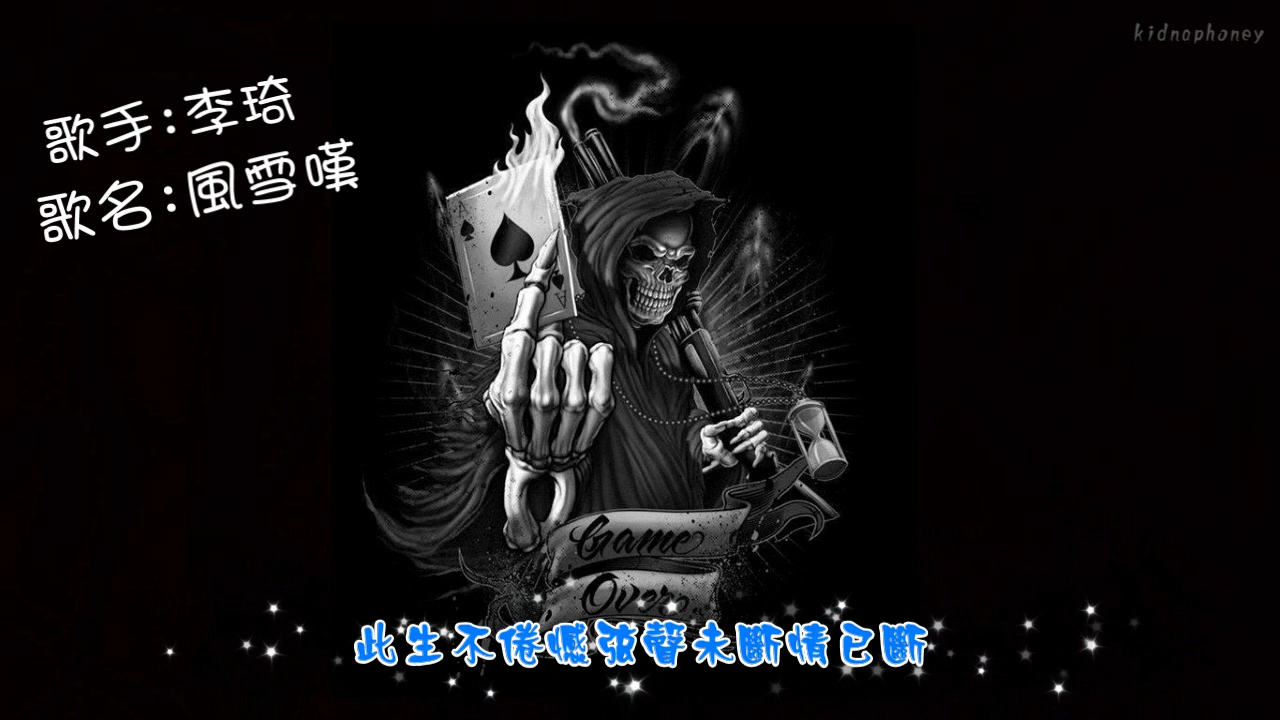 kidnophoney
歌手:李琦
歌名:風雪嘆
A
A
Game
Over
此生不倦憾弦聲未斷情已斷